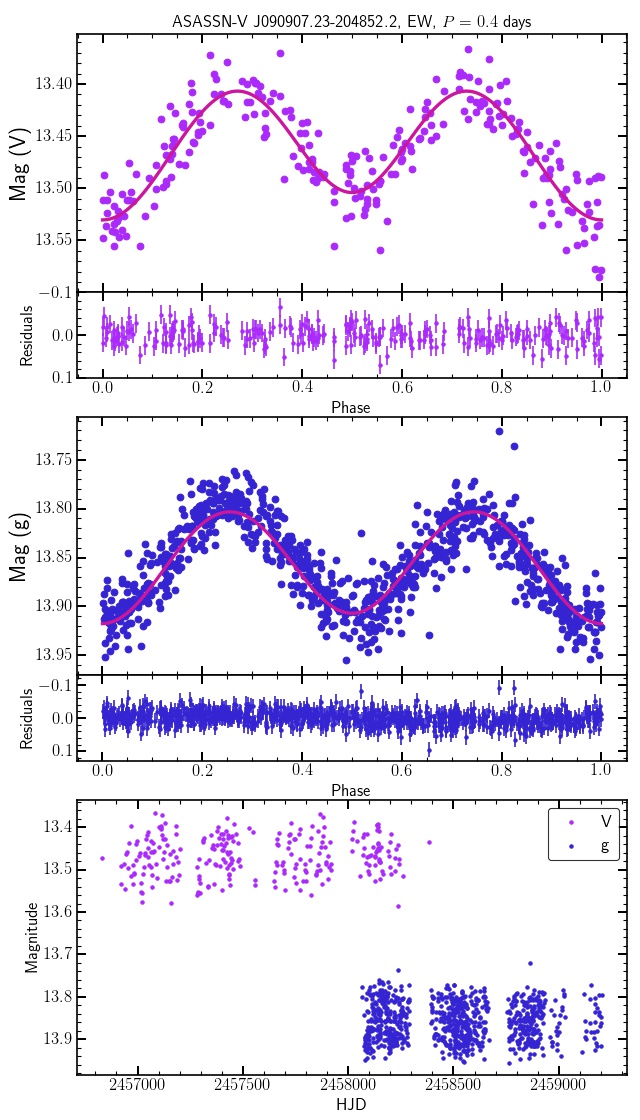 ASASSN-V J090907.23-204852.2, EW, P = 0.4 days
13.40
13.45
13.50
13.55
Mag (V)
−0.1
0.0
0.1
Residuals
0.0 0.2 0.4 0.6 0.8 1.0
Phase
13.75
13.80
13.85
13.90
13.95
Mag (g)
−0.1
0.0
0.1
Residuals
0.0 0.2 0.4 0.6 0.8 1.0
Phase
V
g
13.4
13.5
13.6
13.7
13.8
13.9
Magnitude
2457000 2457500 2458000 2458500 2459000
HJD